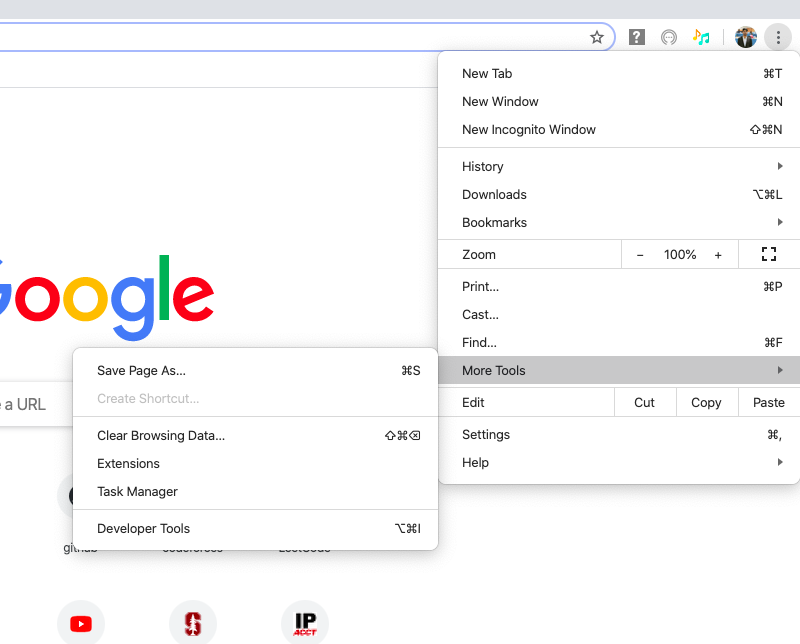 ?
New Tab ⌘T
New Window ⌘N
New Incognito Window ⇧⌘N
History
Downloads ⌥⌘L
Bookmarks
Zoom − 100% +
Print... ⌘P
Cast...
Find... ⌘F
More Tools
Edit Cut Copy Paste
Settings ⌘,
Help
Google
Save Page As... ⌘S
Create Shortcut...
Clear Browsing Data... ⇧⌘⌫
Extensions
Task Manager
Developer Tools ⌥⌘I
e a URL
github
codeforces
LeetCode
S
IP
ACCT